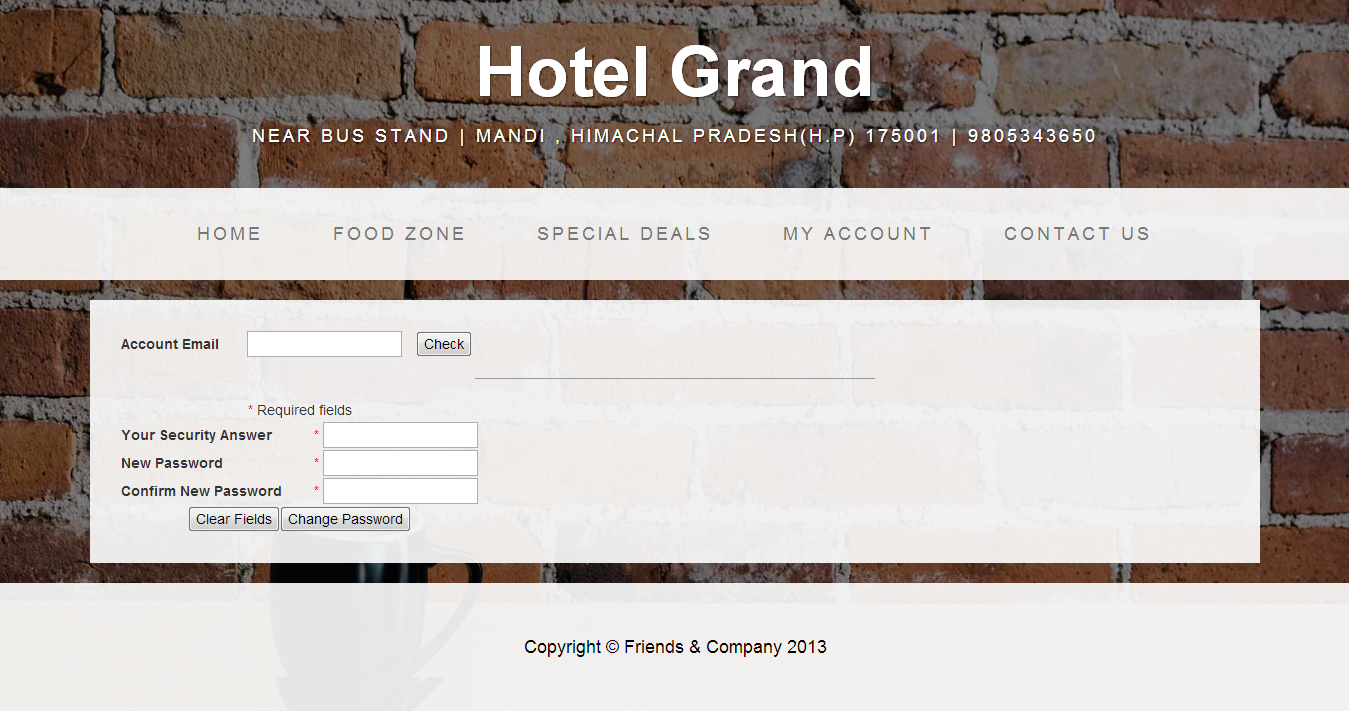 Hotel Grand
NEAR BUS STAND | MANDI , HIMACHAL PRADESH(H.P) 175001 | 9805343650
HOME FOOD ZONE SPECIAL DEALS MY ACCOUNT CONTACT US
Account Email Check
* Required fields
Your Security Answer *
New Password *
Confirm New Password *
Clear Fields Change Password
Copyright © Friends & Company 2013